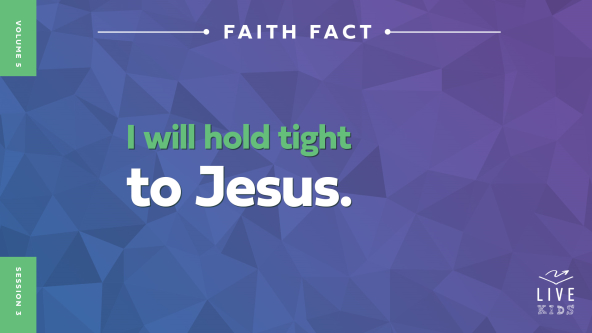 VOLUME 5
FAITH FACT
I will hold tight
to Jesus.
SESSION 3
LIVE
KIDS